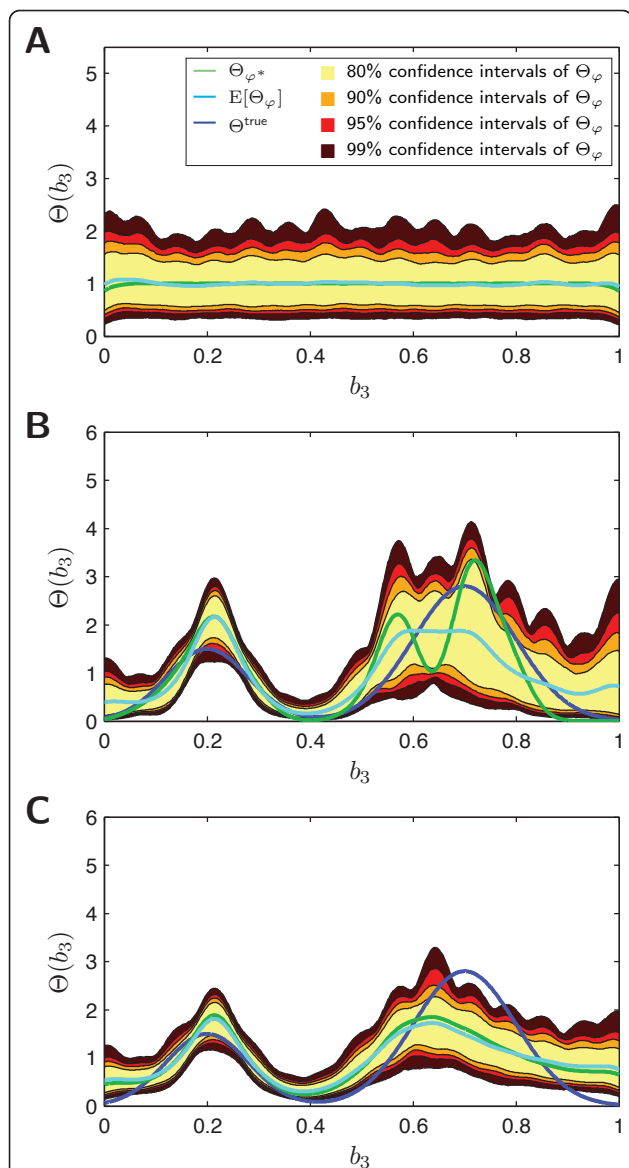 A
Θφ*
E[Θφ]
Θtrue
80% confidence intervals of Θφ
90% confidence intervals of Θφ
95% confidence intervals of Θφ
99% confidence intervals of Θφ
Θ(b3)
5
4
3
2
1
0
0 0.2 0.4 0.6 0.8 1
b3
B
Θ(b3)
6
5
4
3
2
1
0
0 0.2 0.4 0.6 0.8 1
b3
C
Θ(b3)
6
5
4
3
2
1
0
0 0.2 0.4 0.6 0.8 1
b3